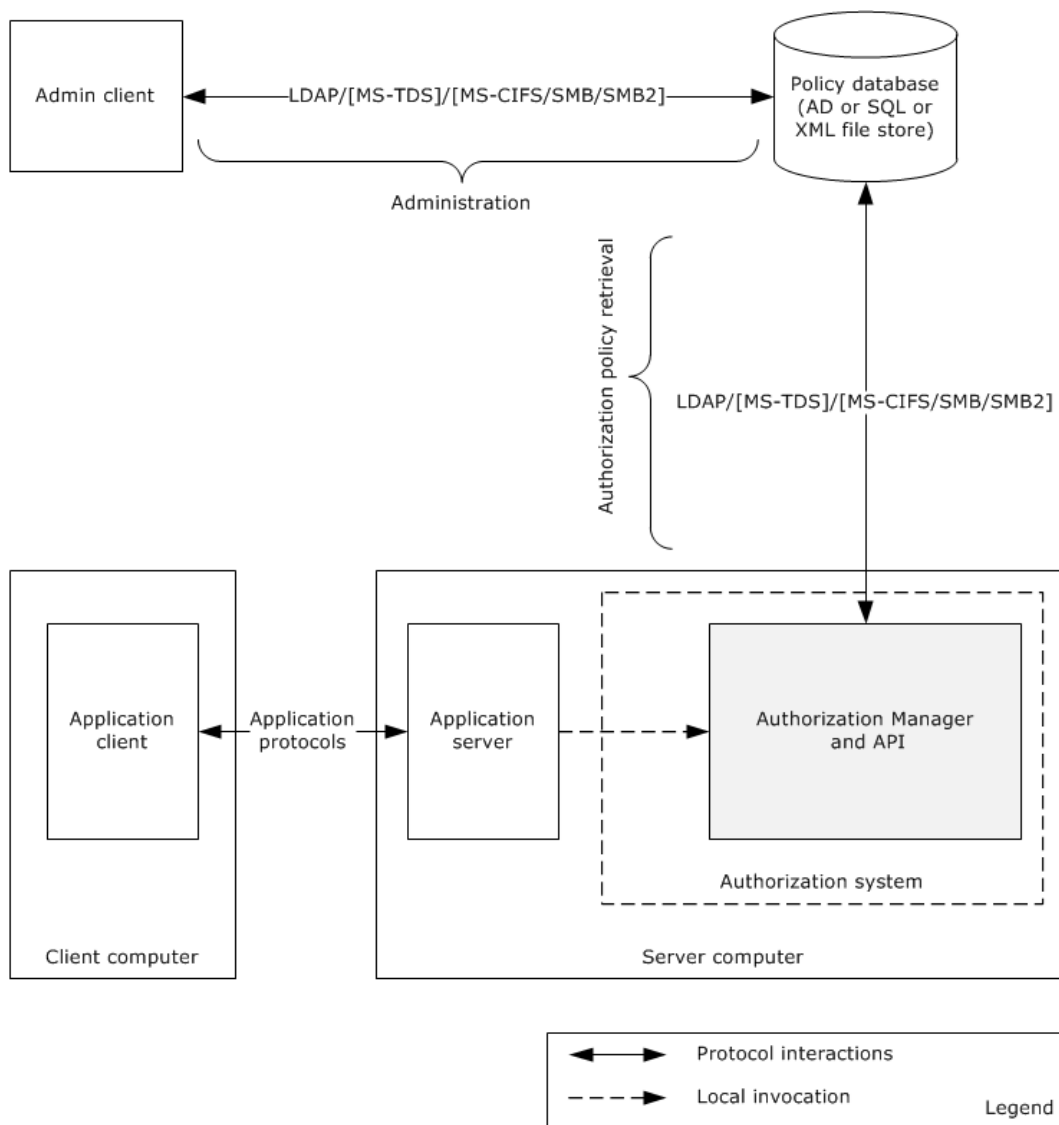 Admin client
LDAP/[MS-TDS]/[MS-CIFS/SMB/SMB2]
Policy database
(AD or SQL or
XML file store)
Administration
Authorization policy retrieval
LDAP/[MS-TDS]/[MS-CIFS/SMB/SMB2]
Application
client
Application
protocols
Application
server
Authorization Manager
and API
Authorization system
Client computer
Server computer
Protocol interactions
Local invocation
Legend